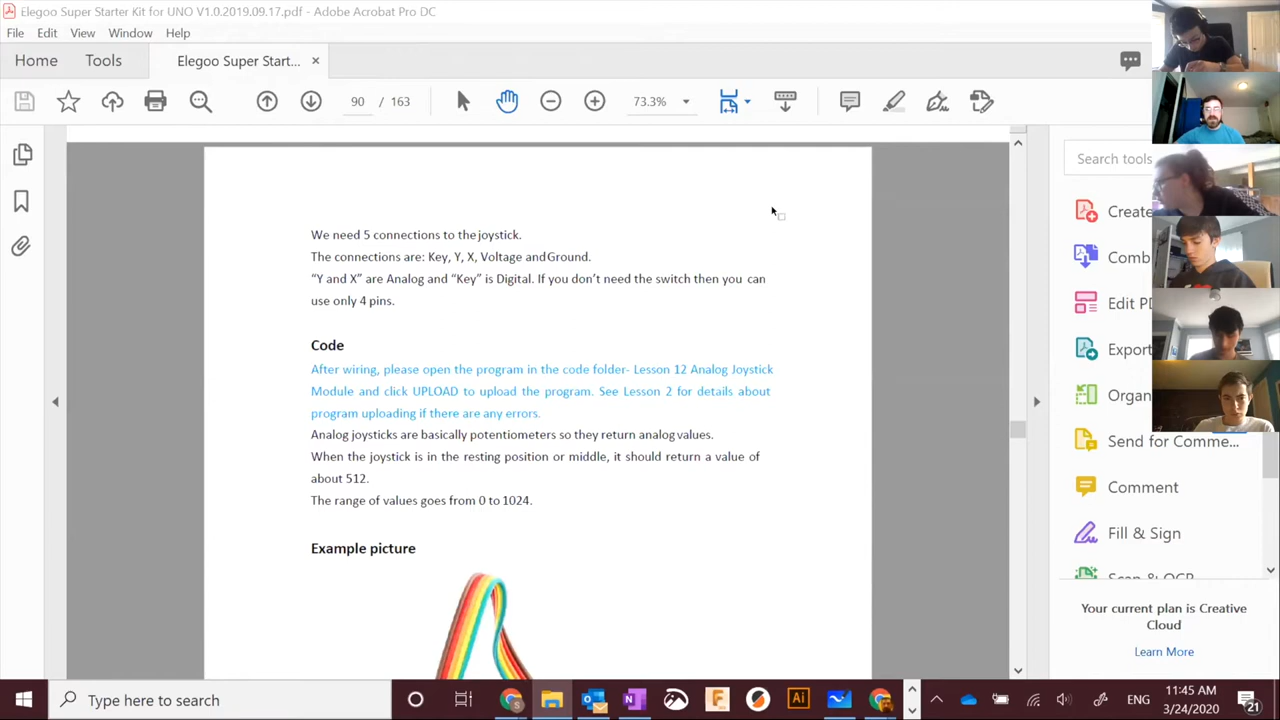 Elegoo Super Starter Kit for UNO V1.0.2019.09.17.pdf - Adobe Acrobat Pro DC
File Edit View Window Help
Home Tools Elegoo Super Start... ×
90 / 163 73.3%
We need 5 connections to the joystick.
The connections are: Key, Y, X, Voltage and Ground.
“Y and X” are Analog and “Key” is Digital. If you don’t need the switch then you can
use only 4 pins.
Code
After wiring, please open the program in the code folder- Lesson 12 Analog Joystick
Module and click UPLOAD to upload the program. See Lesson 2 for details about
program uploading if there are any errors.
Analog joysticks are basically potentiometers so they return analog values.
When the joystick is in the resting position or middle, it should return a value of
about 512.
The range of values goes from 0 to 1024.
Example picture
Search tools
Create
Comb
Edit PD
Export
Organ
Send for Comme...
Comment
Fill & Sign
Scan & OCR
Your current plan is Creative
Cloud
Learn More
Type here to search
Ai
ENG
11:45 AM
3/24/2020
21